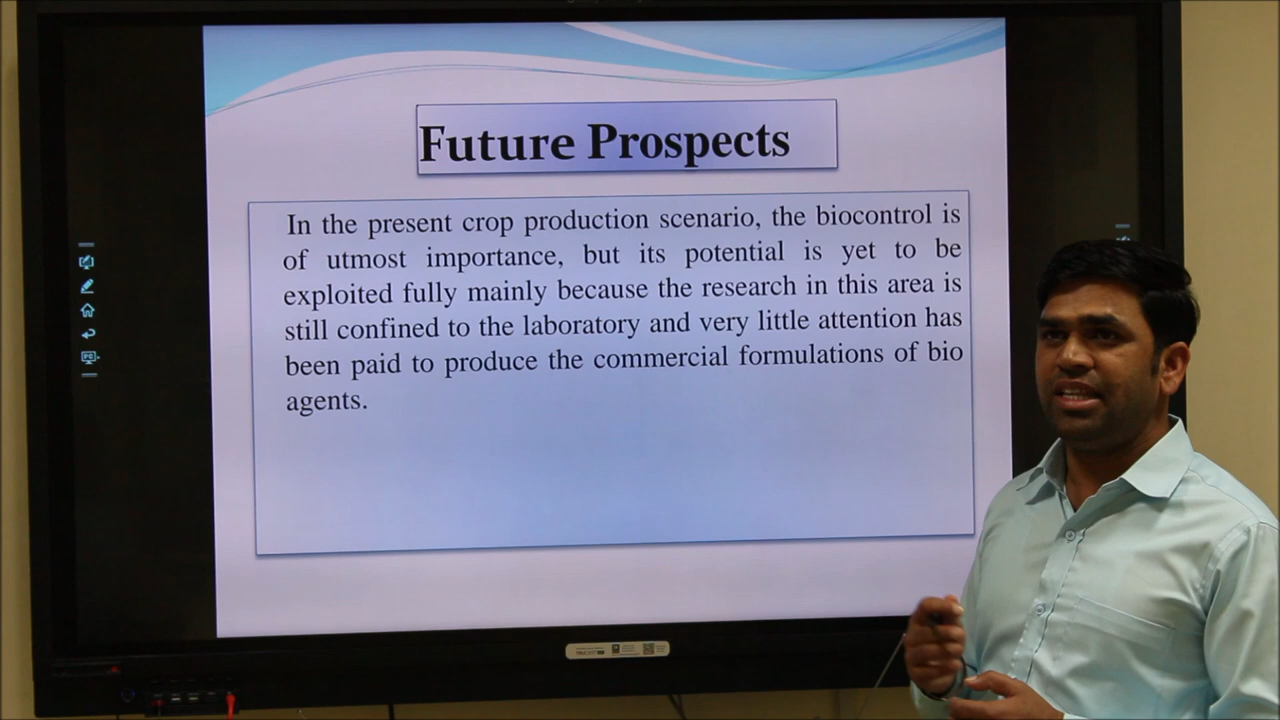 Future Prospects
In the present crop production scenario, the biocontrol is
of utmost importance, but its potential is yet to be
exploited fully mainly because the research in this area is
still confined to the laboratory and very little attention has
been paid to produce the commercial formulations of bio
agents.
PC